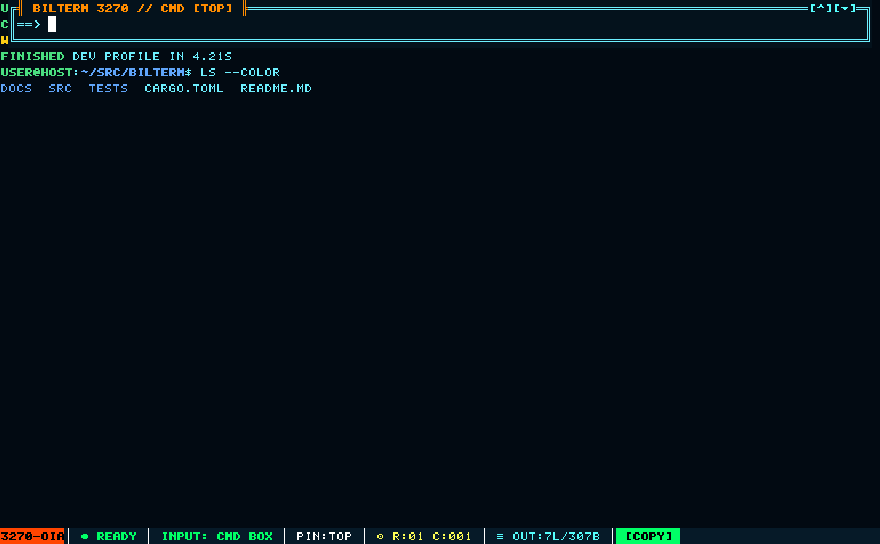 U BILTERM 3270 // CMD [TOP] [^][▾]
C ==>
W
FINISHED DEV PROFILE IN 4.21S
USER@HOST:~/SRC/BILTERM$ LS --COLOR
DOCS  SRC  TESTS  CARGO.TOML  README.MD
3270-OIA ● READY INPUT: CMD BOX PIN:TOP ⊙ R:01 C:001 ≡ OUT:7L/307B [COPY]